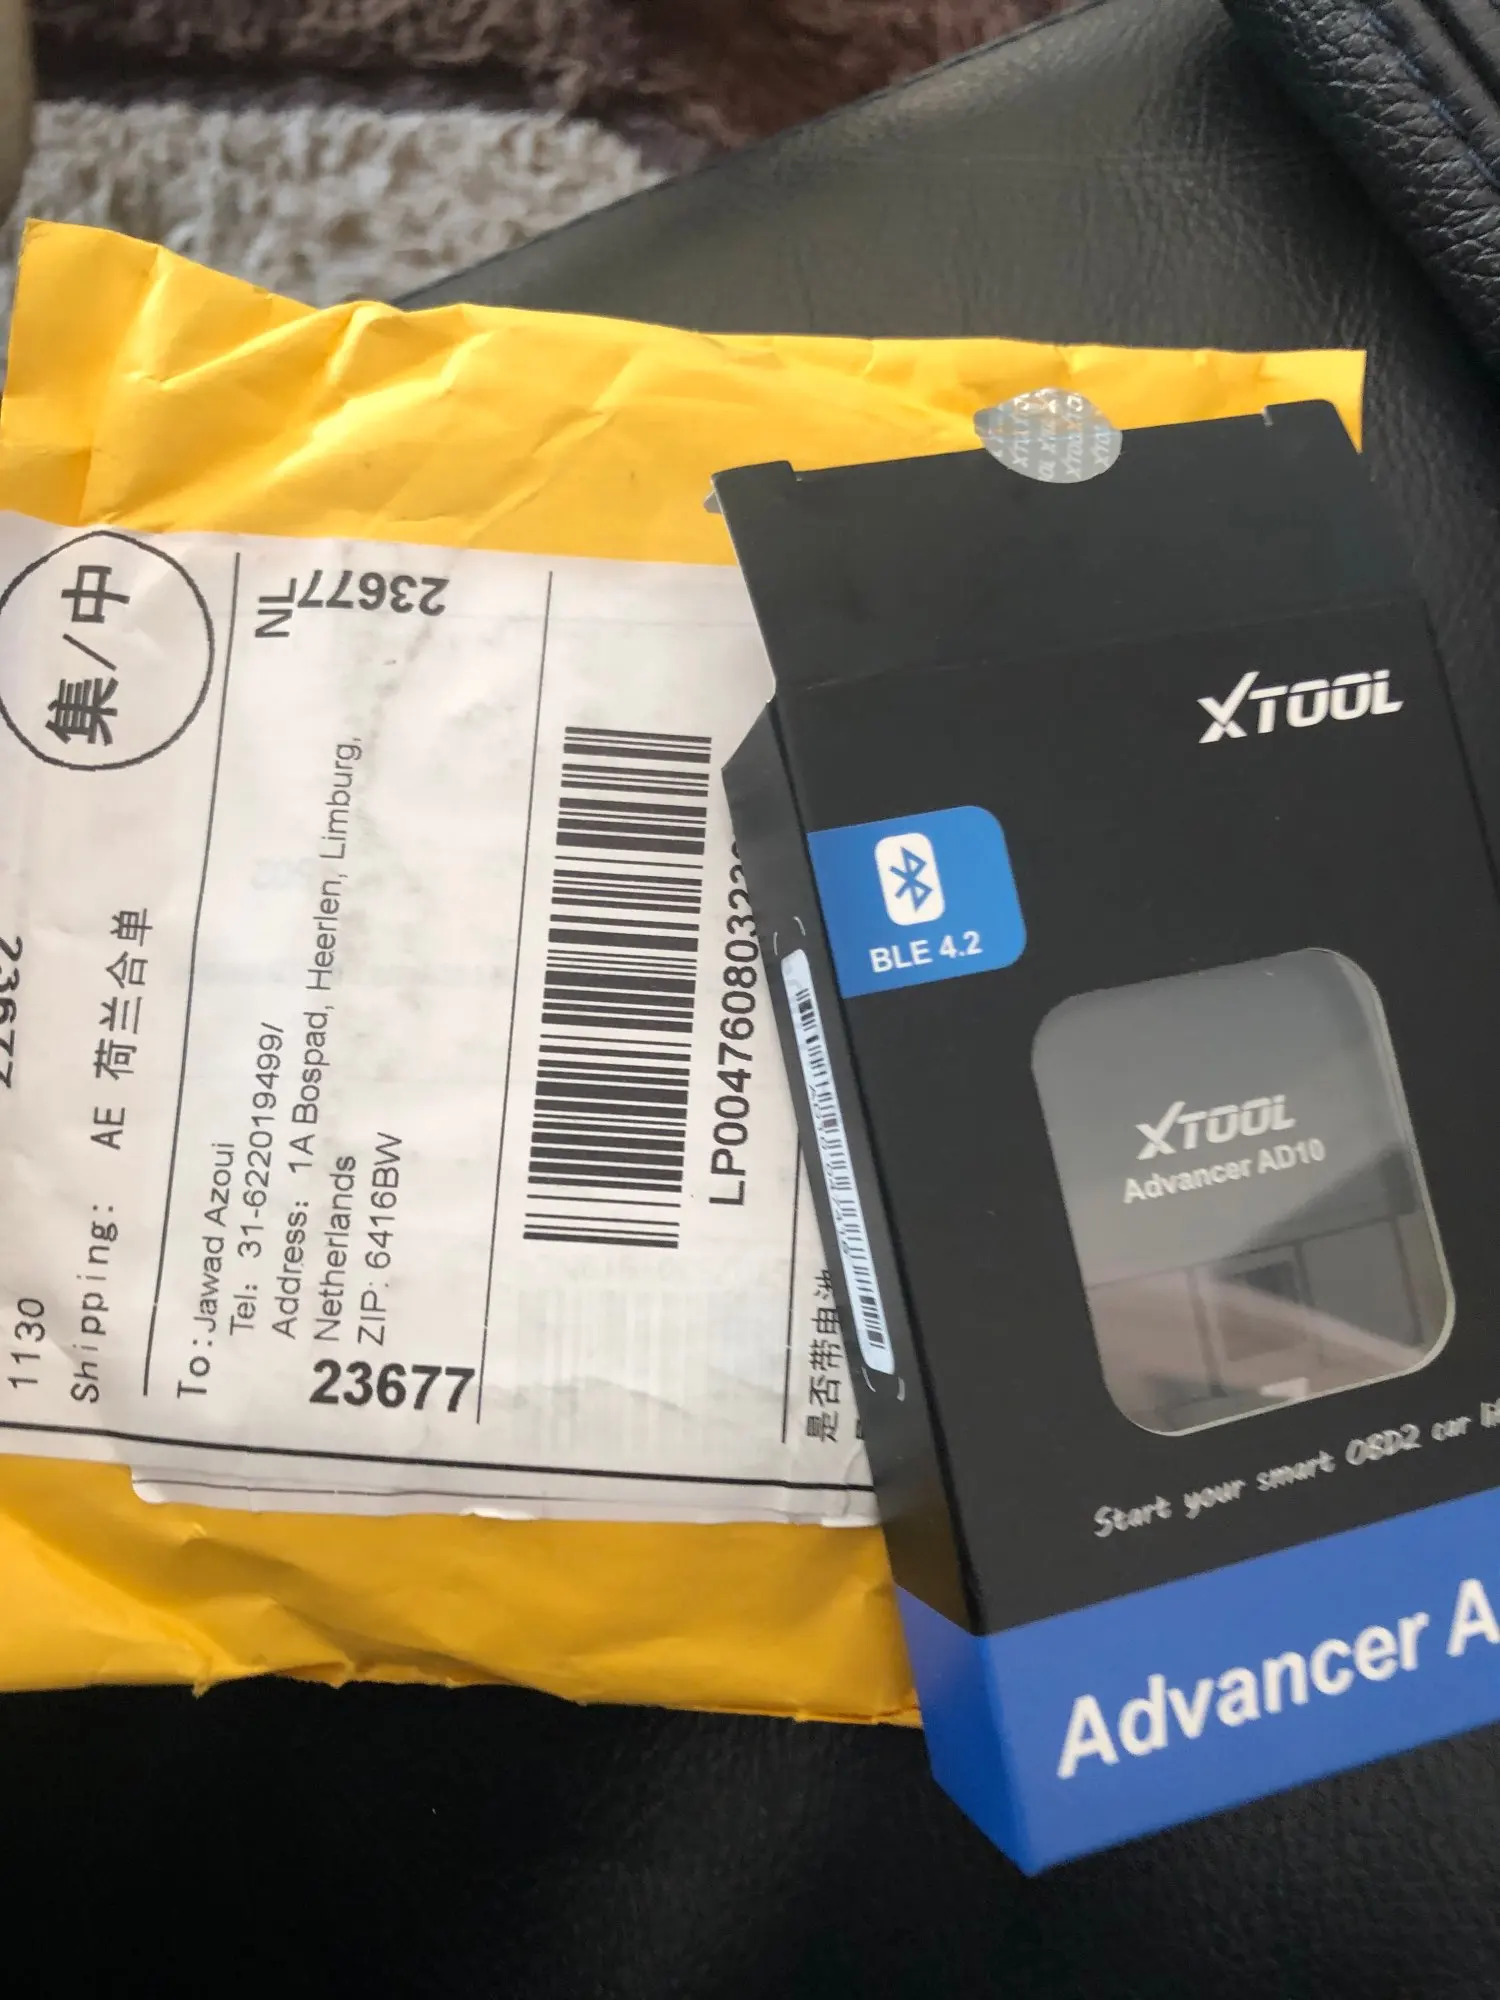 集/中
NL
23677
23677
1130
Shipping: AE 荷兰合单
To:Jawad Azoui
Tel: 31-622019499/
Address: 1A Bospad, Heerlen, Limburg,
Netherlands
ZIP: 6416BW
23677
LP004760803
是否带电池
XTOOL
BLE 4.2
XTOOL
Advancer AD10
Start your smart OBD2 car
Advancer A